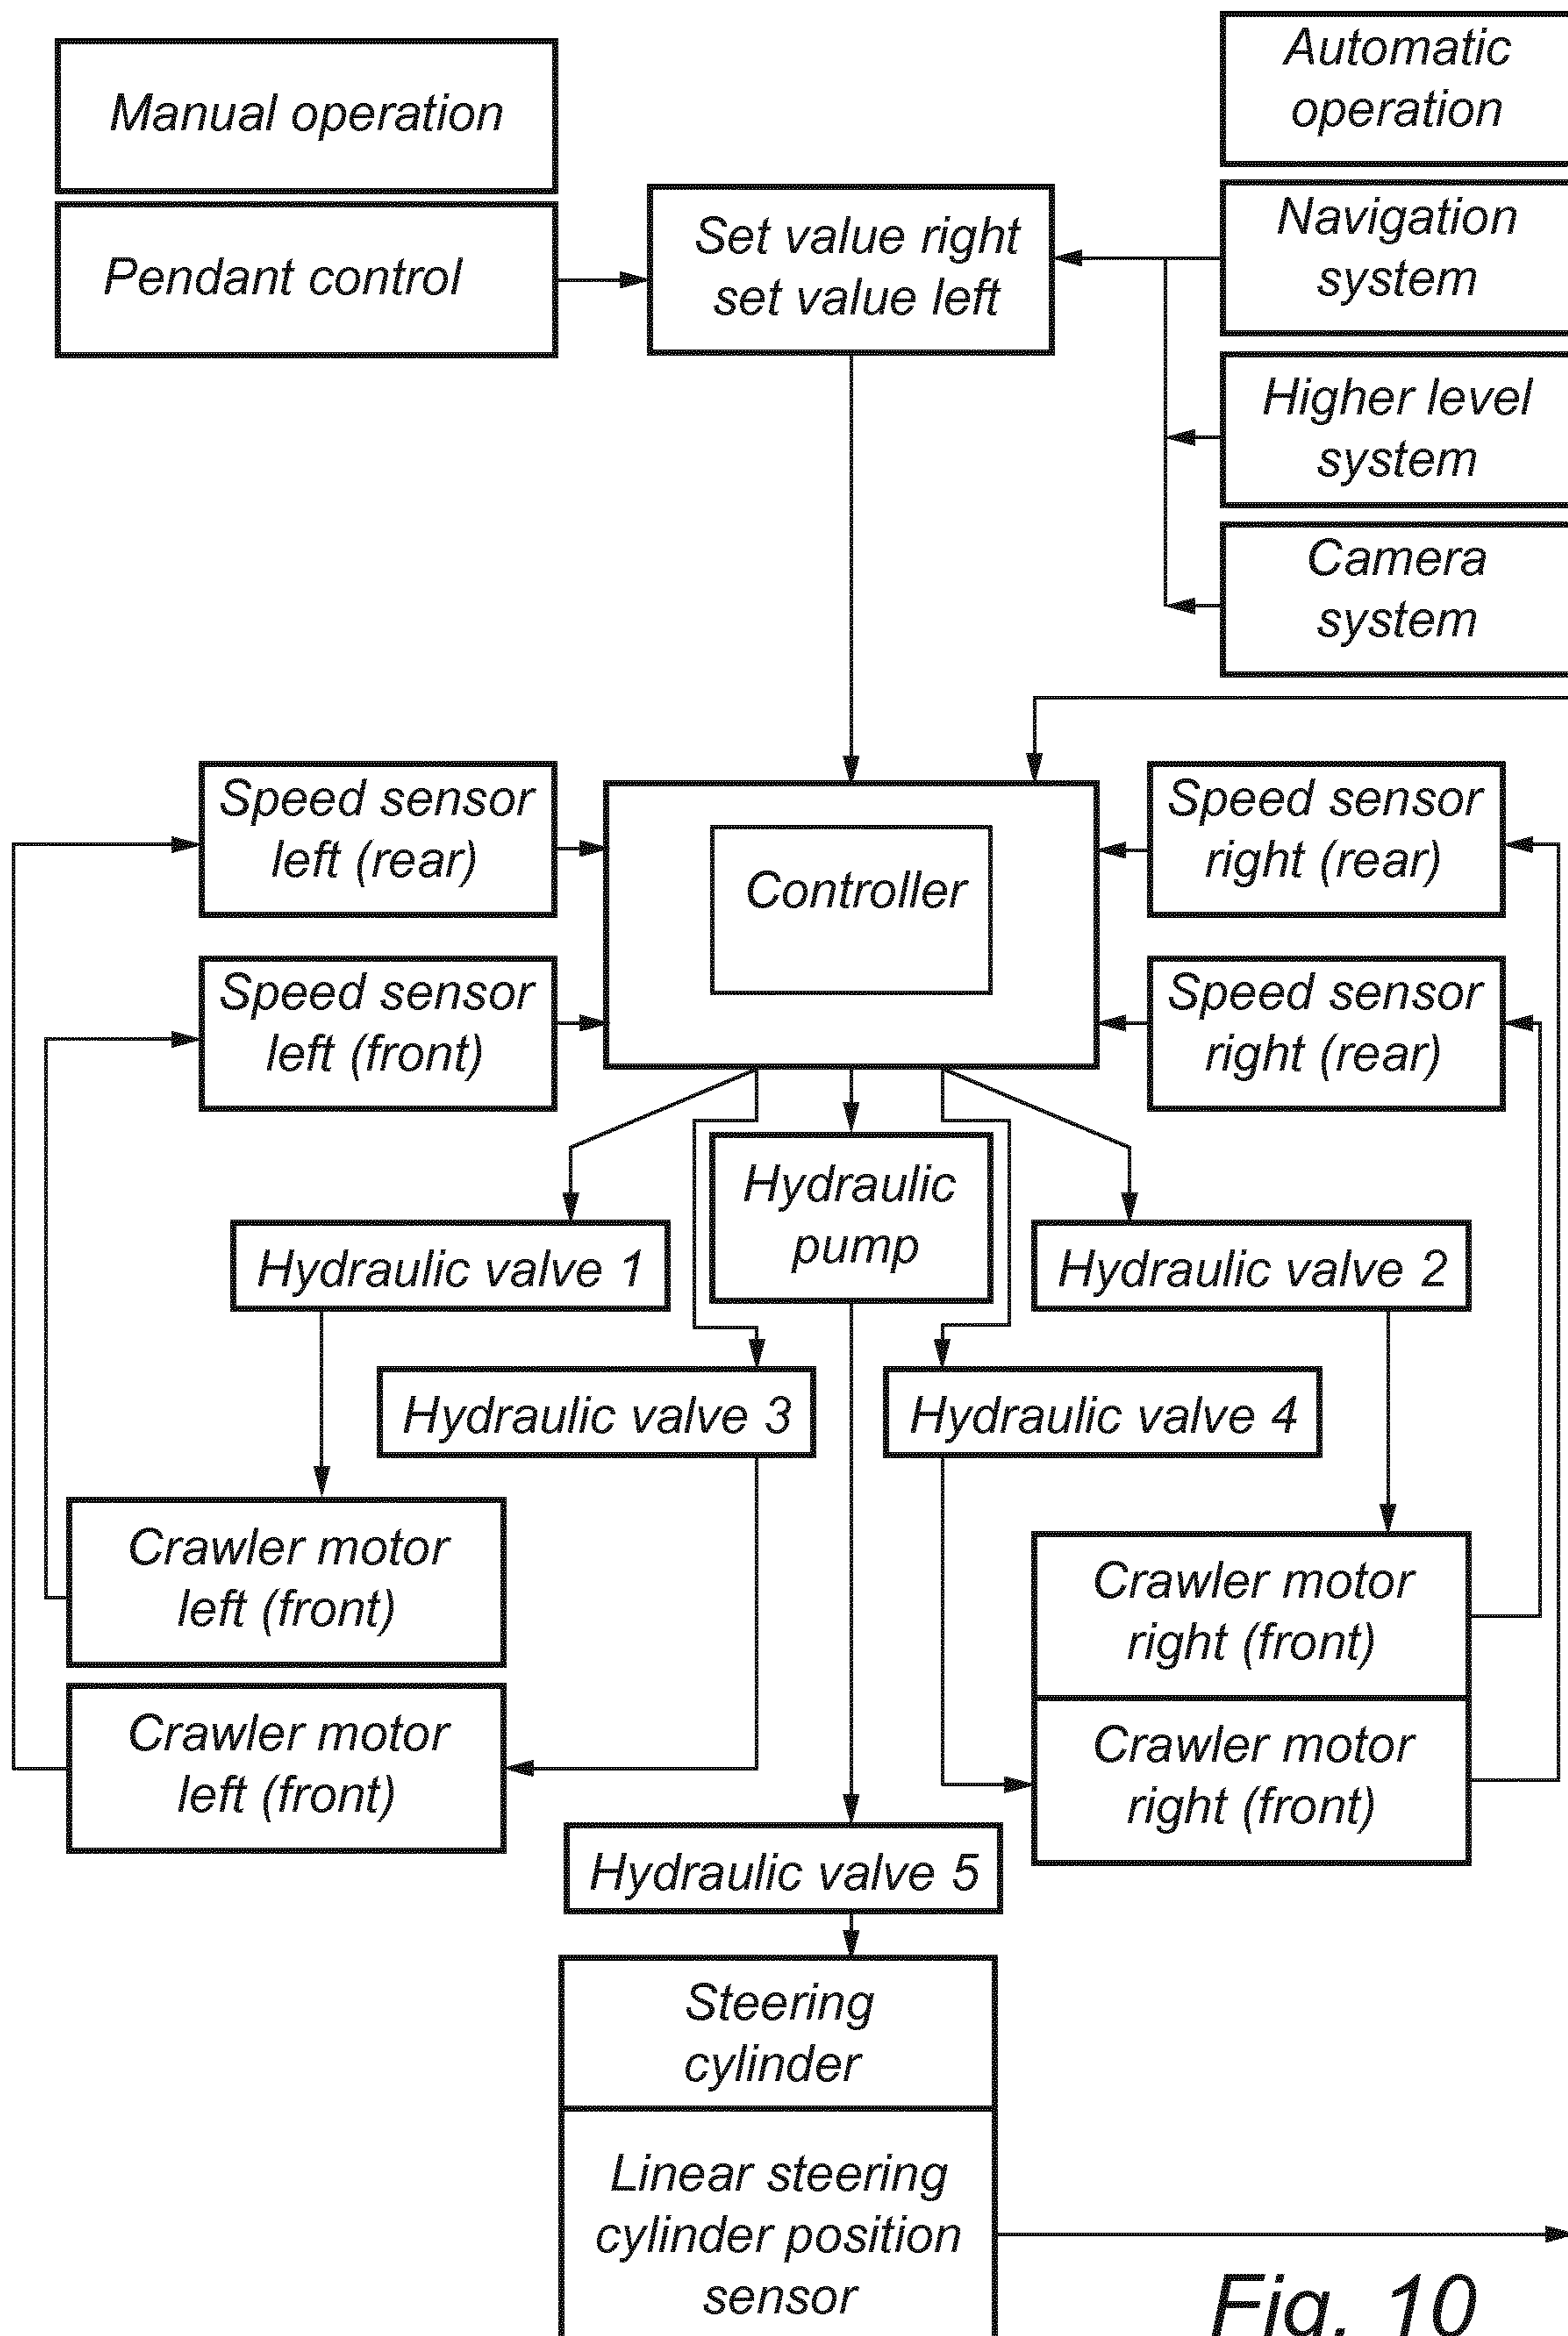 Manual operation
Pendant control
Set value right
set value left
Automatic
operation
Navigation
system
Higher level
system
Camera
system
Speed sensor
left (rear)
Controller
Speed sensor
right (rear)
Speed sensor
left (front)
Speed sensor
right (rear)
Hydraulic
pump
Hydraulic valve 1
Hydraulic valve 2
Hydraulic valve 3
Hydraulic valve 4
Crawler motor
left (front)
Crawler motor
right (front)
Crawler motor
left (front)
Crawler motor
right (front)
Hydraulic valve 5
Steering
cylinder
Linear steering
cylinder position
sensor
Fig. 10